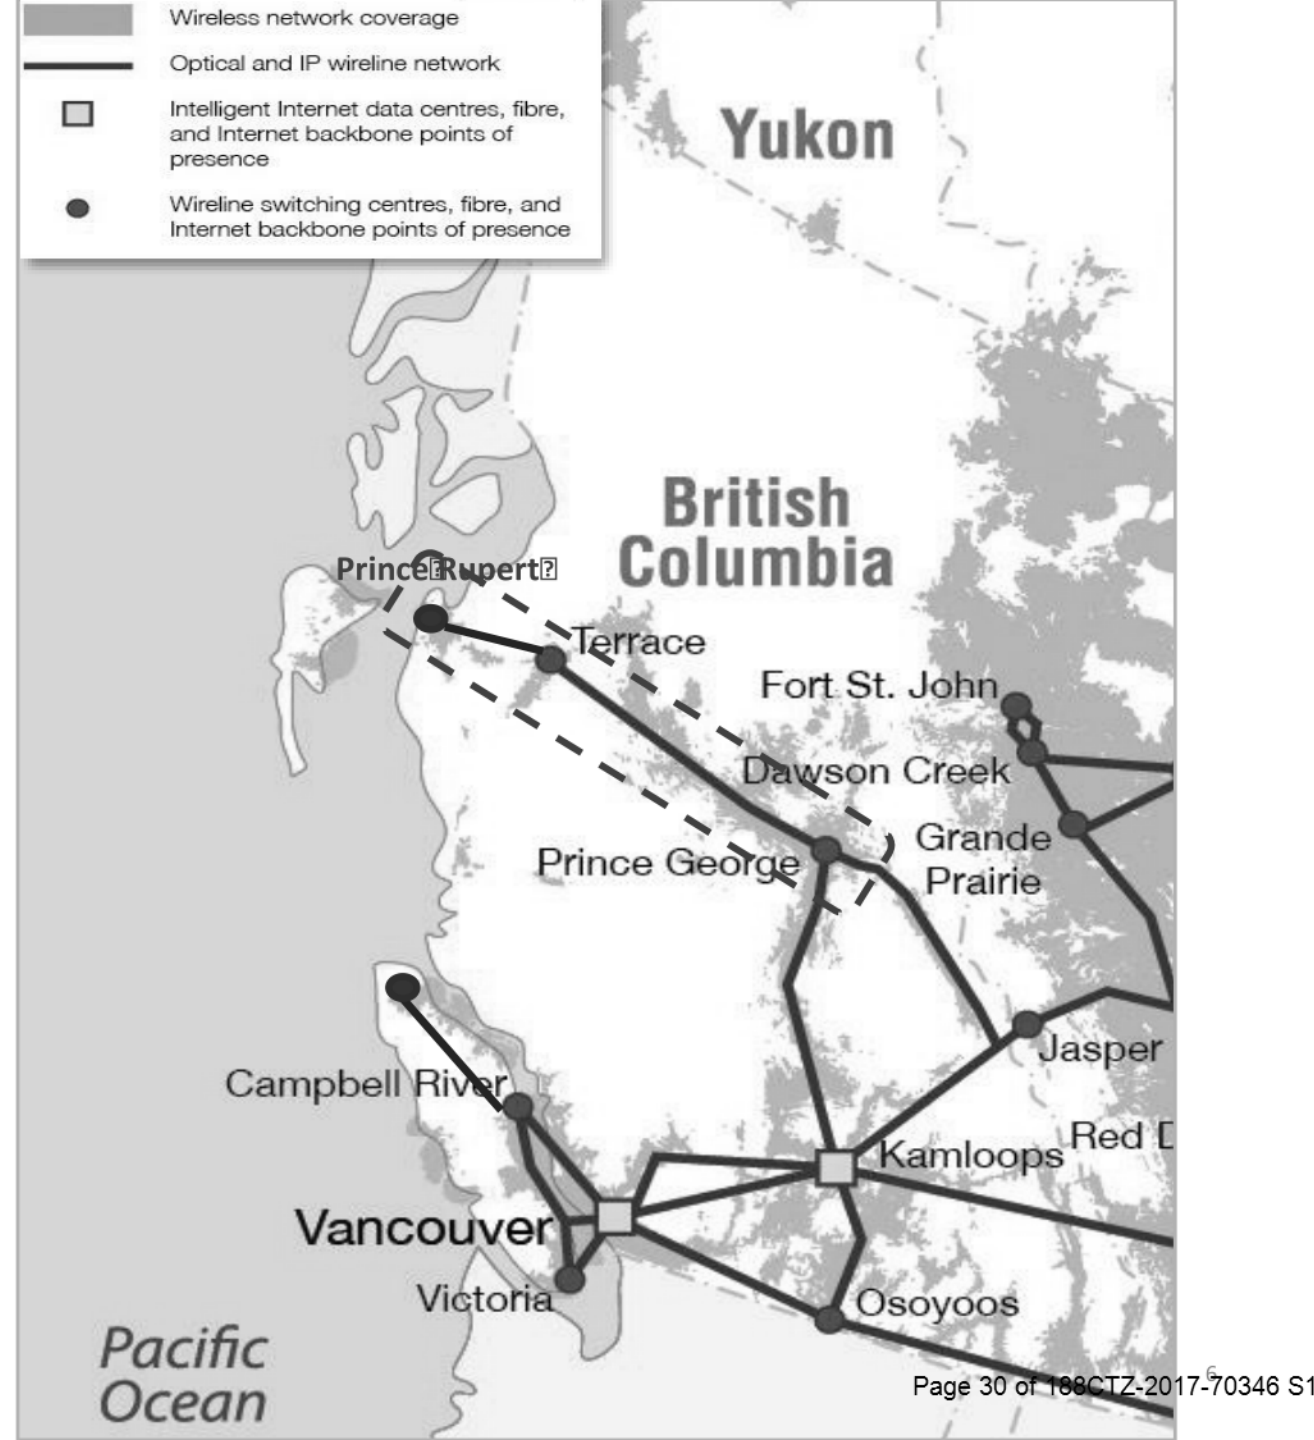 Wireless network coverage
Optical and IP wireline network
Intelligent Internet data centres, fibre,
and Internet backbone points of
presence
Wireline switching centres, fibre, and
Internet backbone points of presence
Yukon
British
Columbia
Prince Rupert
Terrace
Fort St. John
Dawson Creek
Grande
Prairie
Prince George
Jasper
Campbell River
Red D
Kamloops
Vancouver
Victoria
Osoyoos
Pacific
Ocean
6
Page 30 of 188CTZ-2017-70346 S1